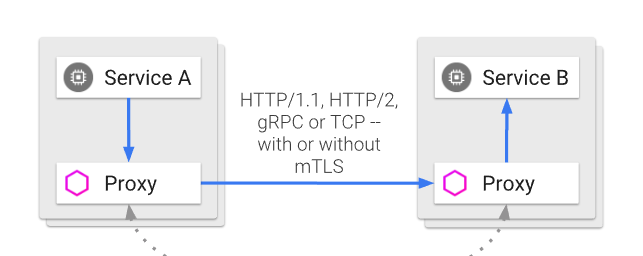 Service A
Service B
HTTP/1.1, HTTP/2,
gRPC or TCP --
with or without
mTLS
Proxy
Proxy